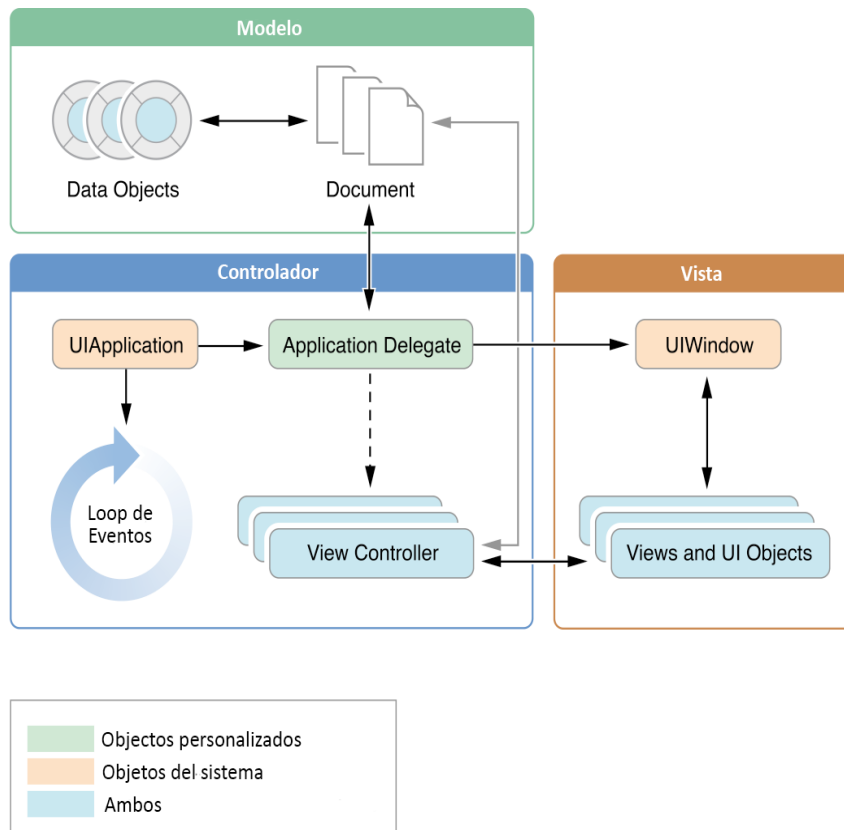 Modelo
Data Objects
Document
Controlador
Vista
UIApplication
Application Delegate
UIWindow
Loop de
Eventos
View Controller
Views and UI Objects
Objectos personalizados
Objetos del sistema
Ambos